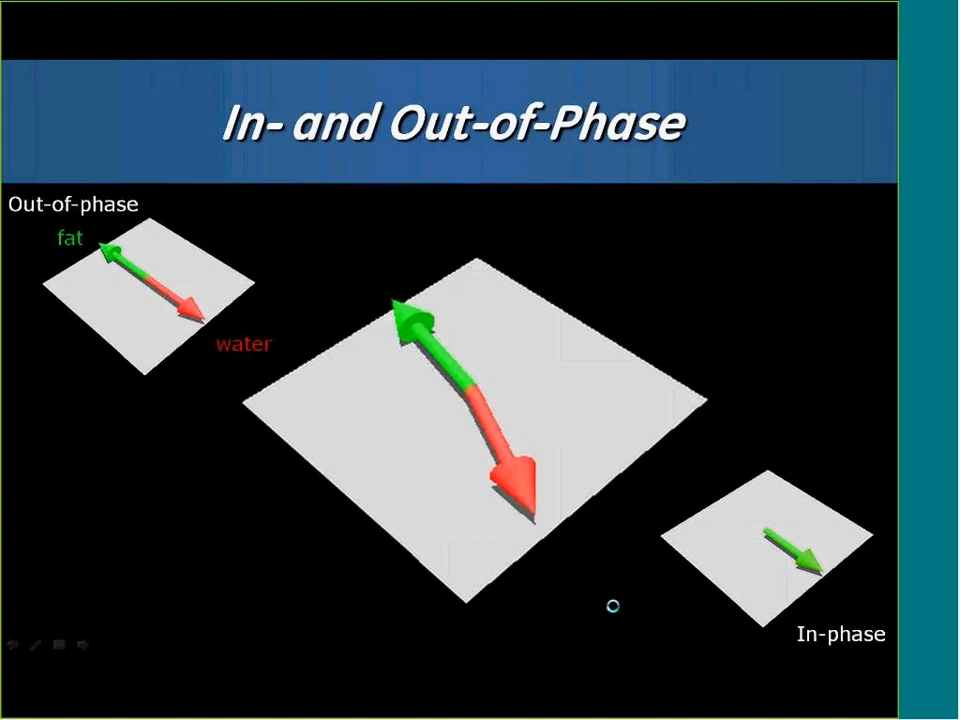 In- and Out-of-Phase
Out-of-phase
fat
water
In-phase